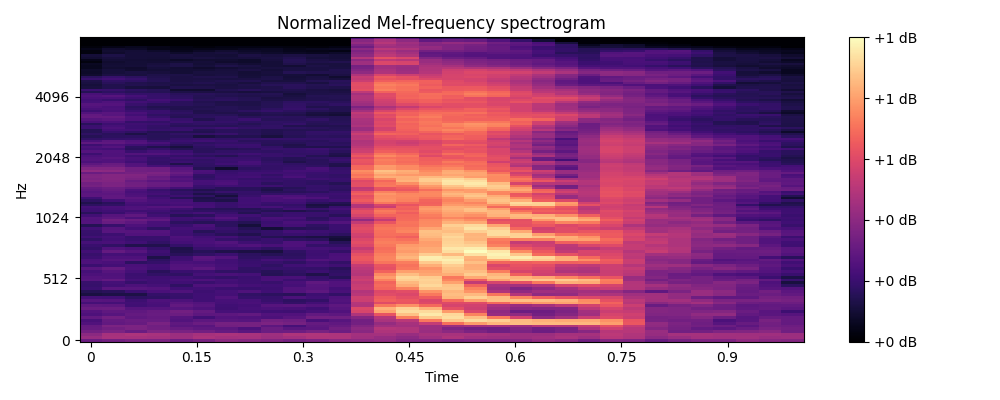 Normalized Mel-frequency spectrogram
Hz
4096
2048
1024
512
0
0 0.15 0.3 0.45 0.6 0.75 0.9
Time
+1 dB
+1 dB
+1 dB
+0 dB
+0 dB
+0 dB